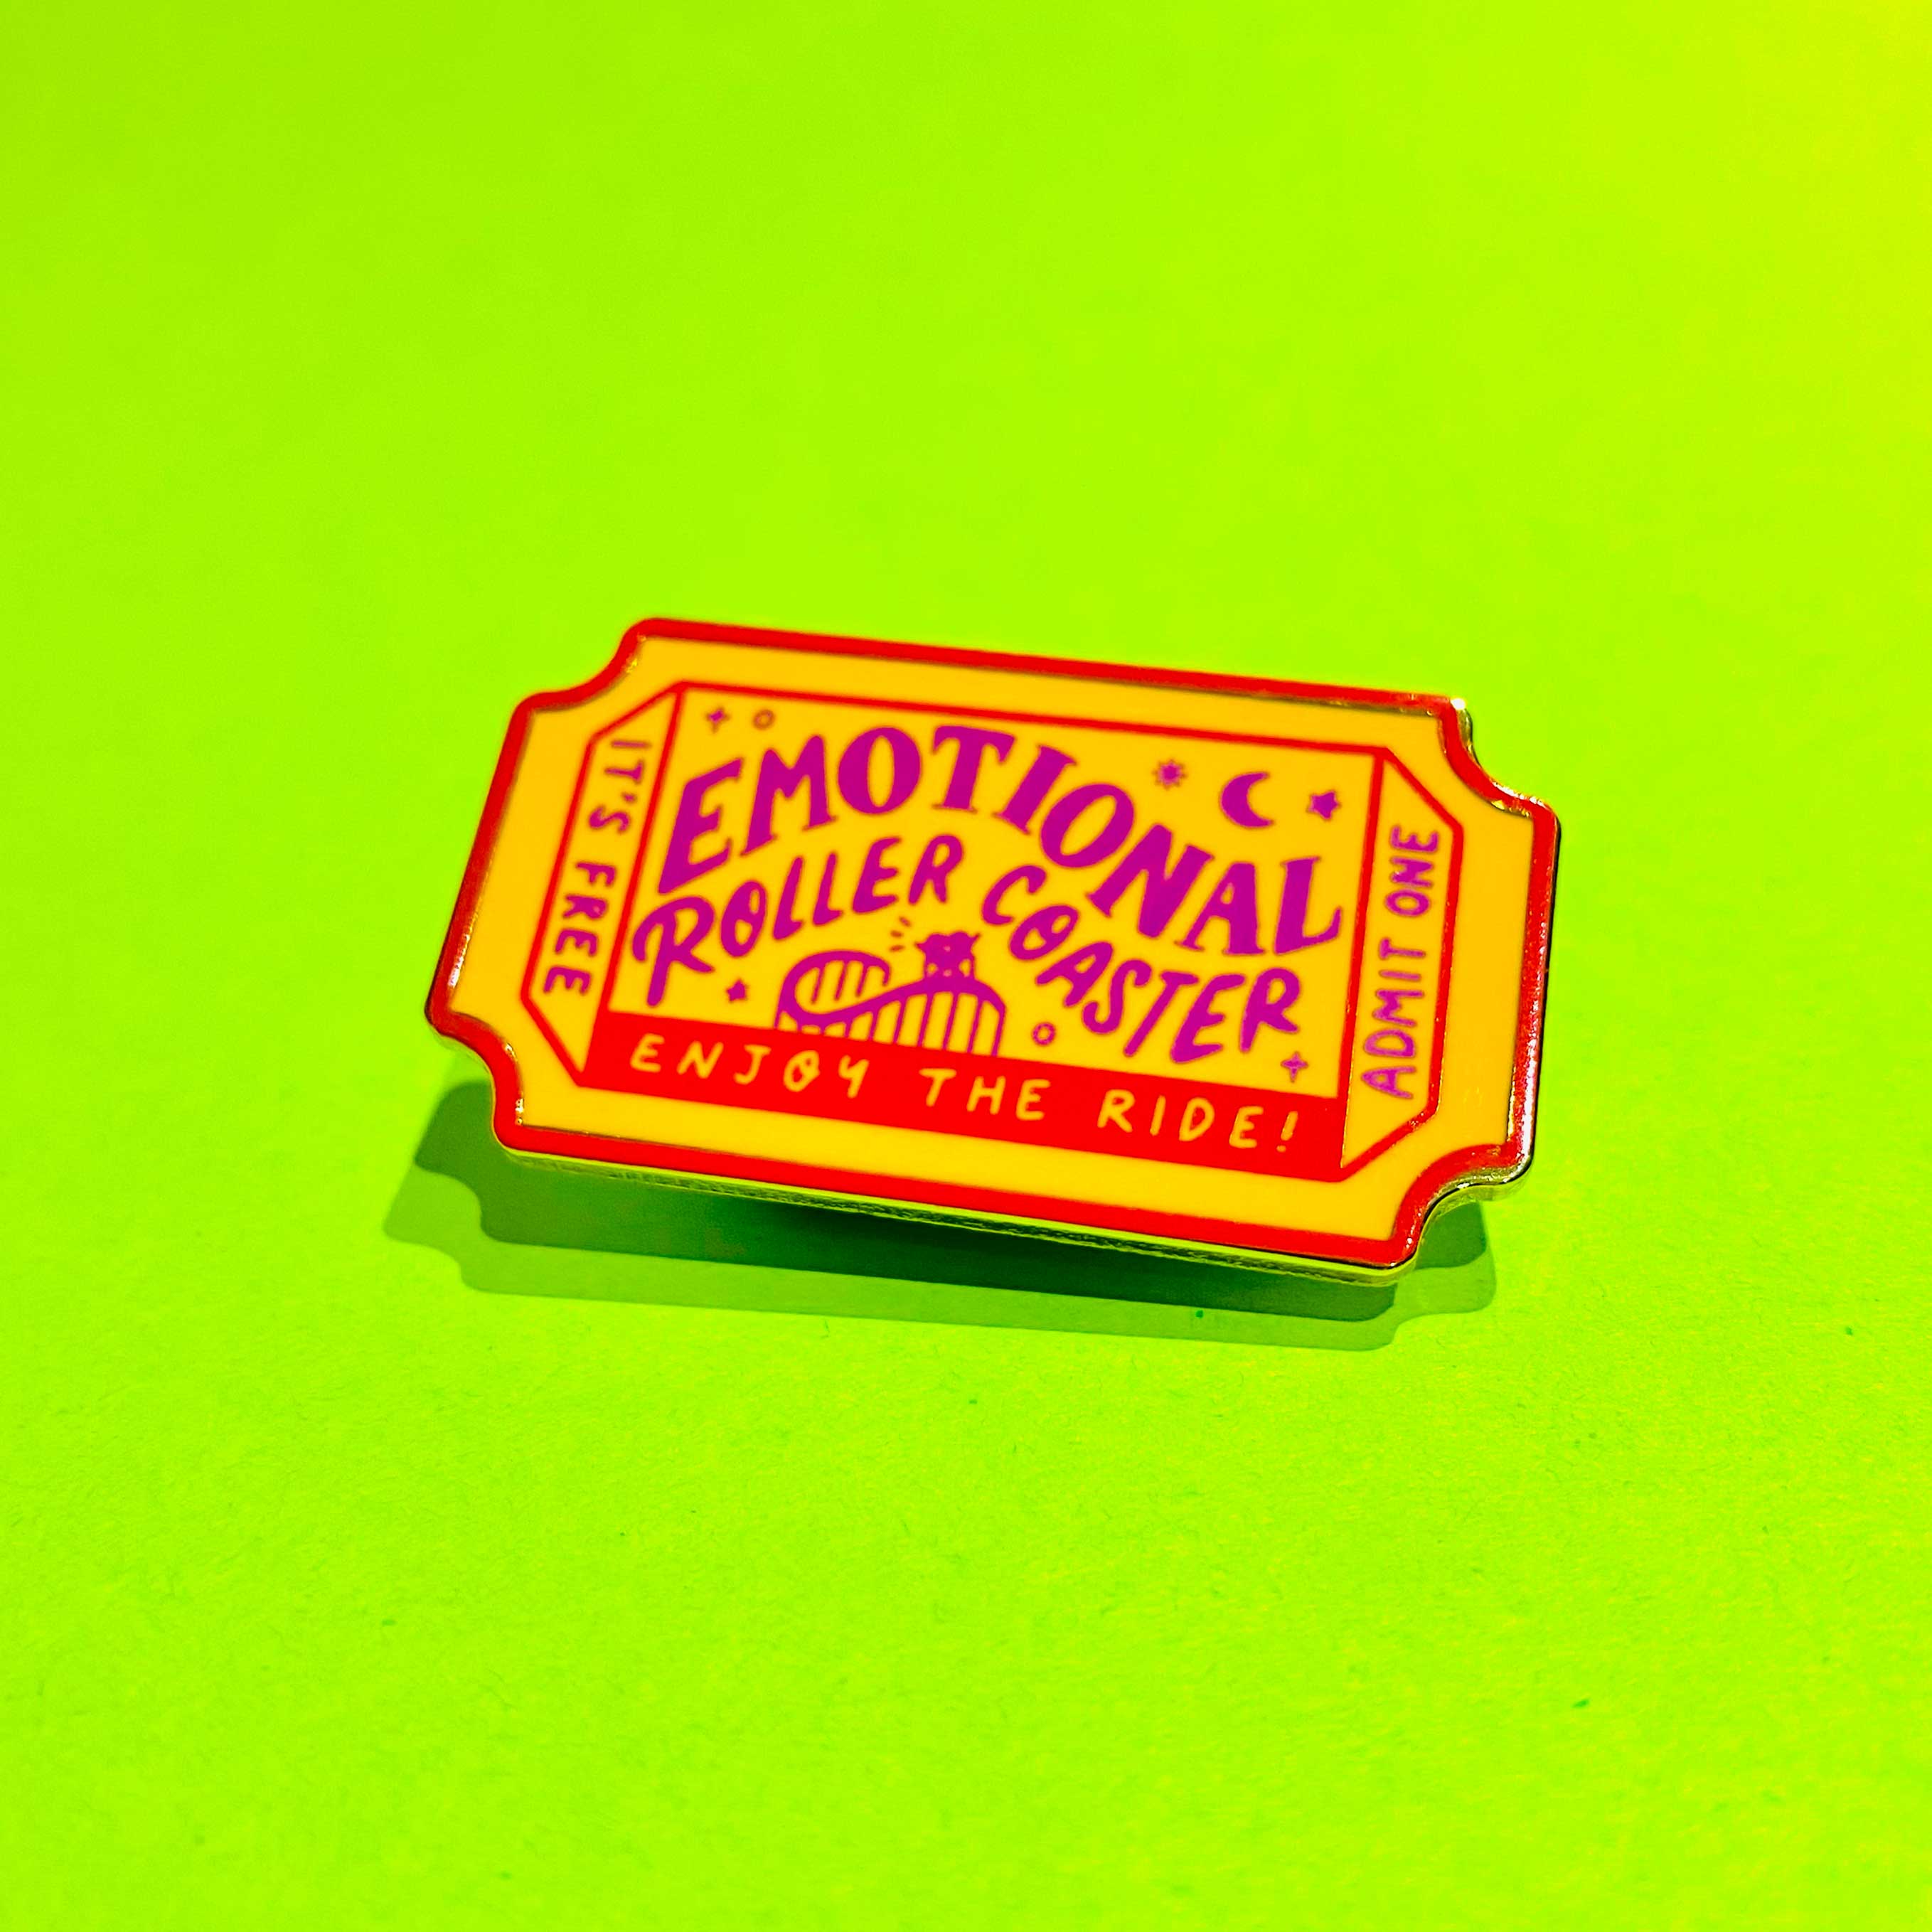 EMOTIONAL
ROLLER COASTER
IT'S FREE
ADMIT ONE
ENJOY THE RIDE!